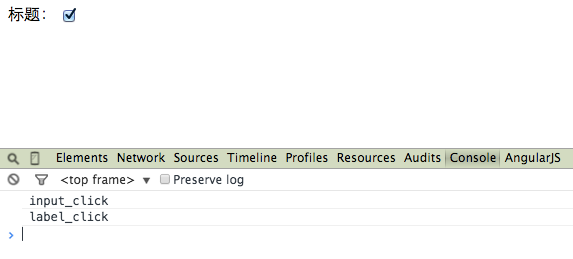 标题：
Elements Network Sources Timeline Profiles Resources Audits Console AngularJS
<top frame> ▼ Preserve log
input_click
label_click